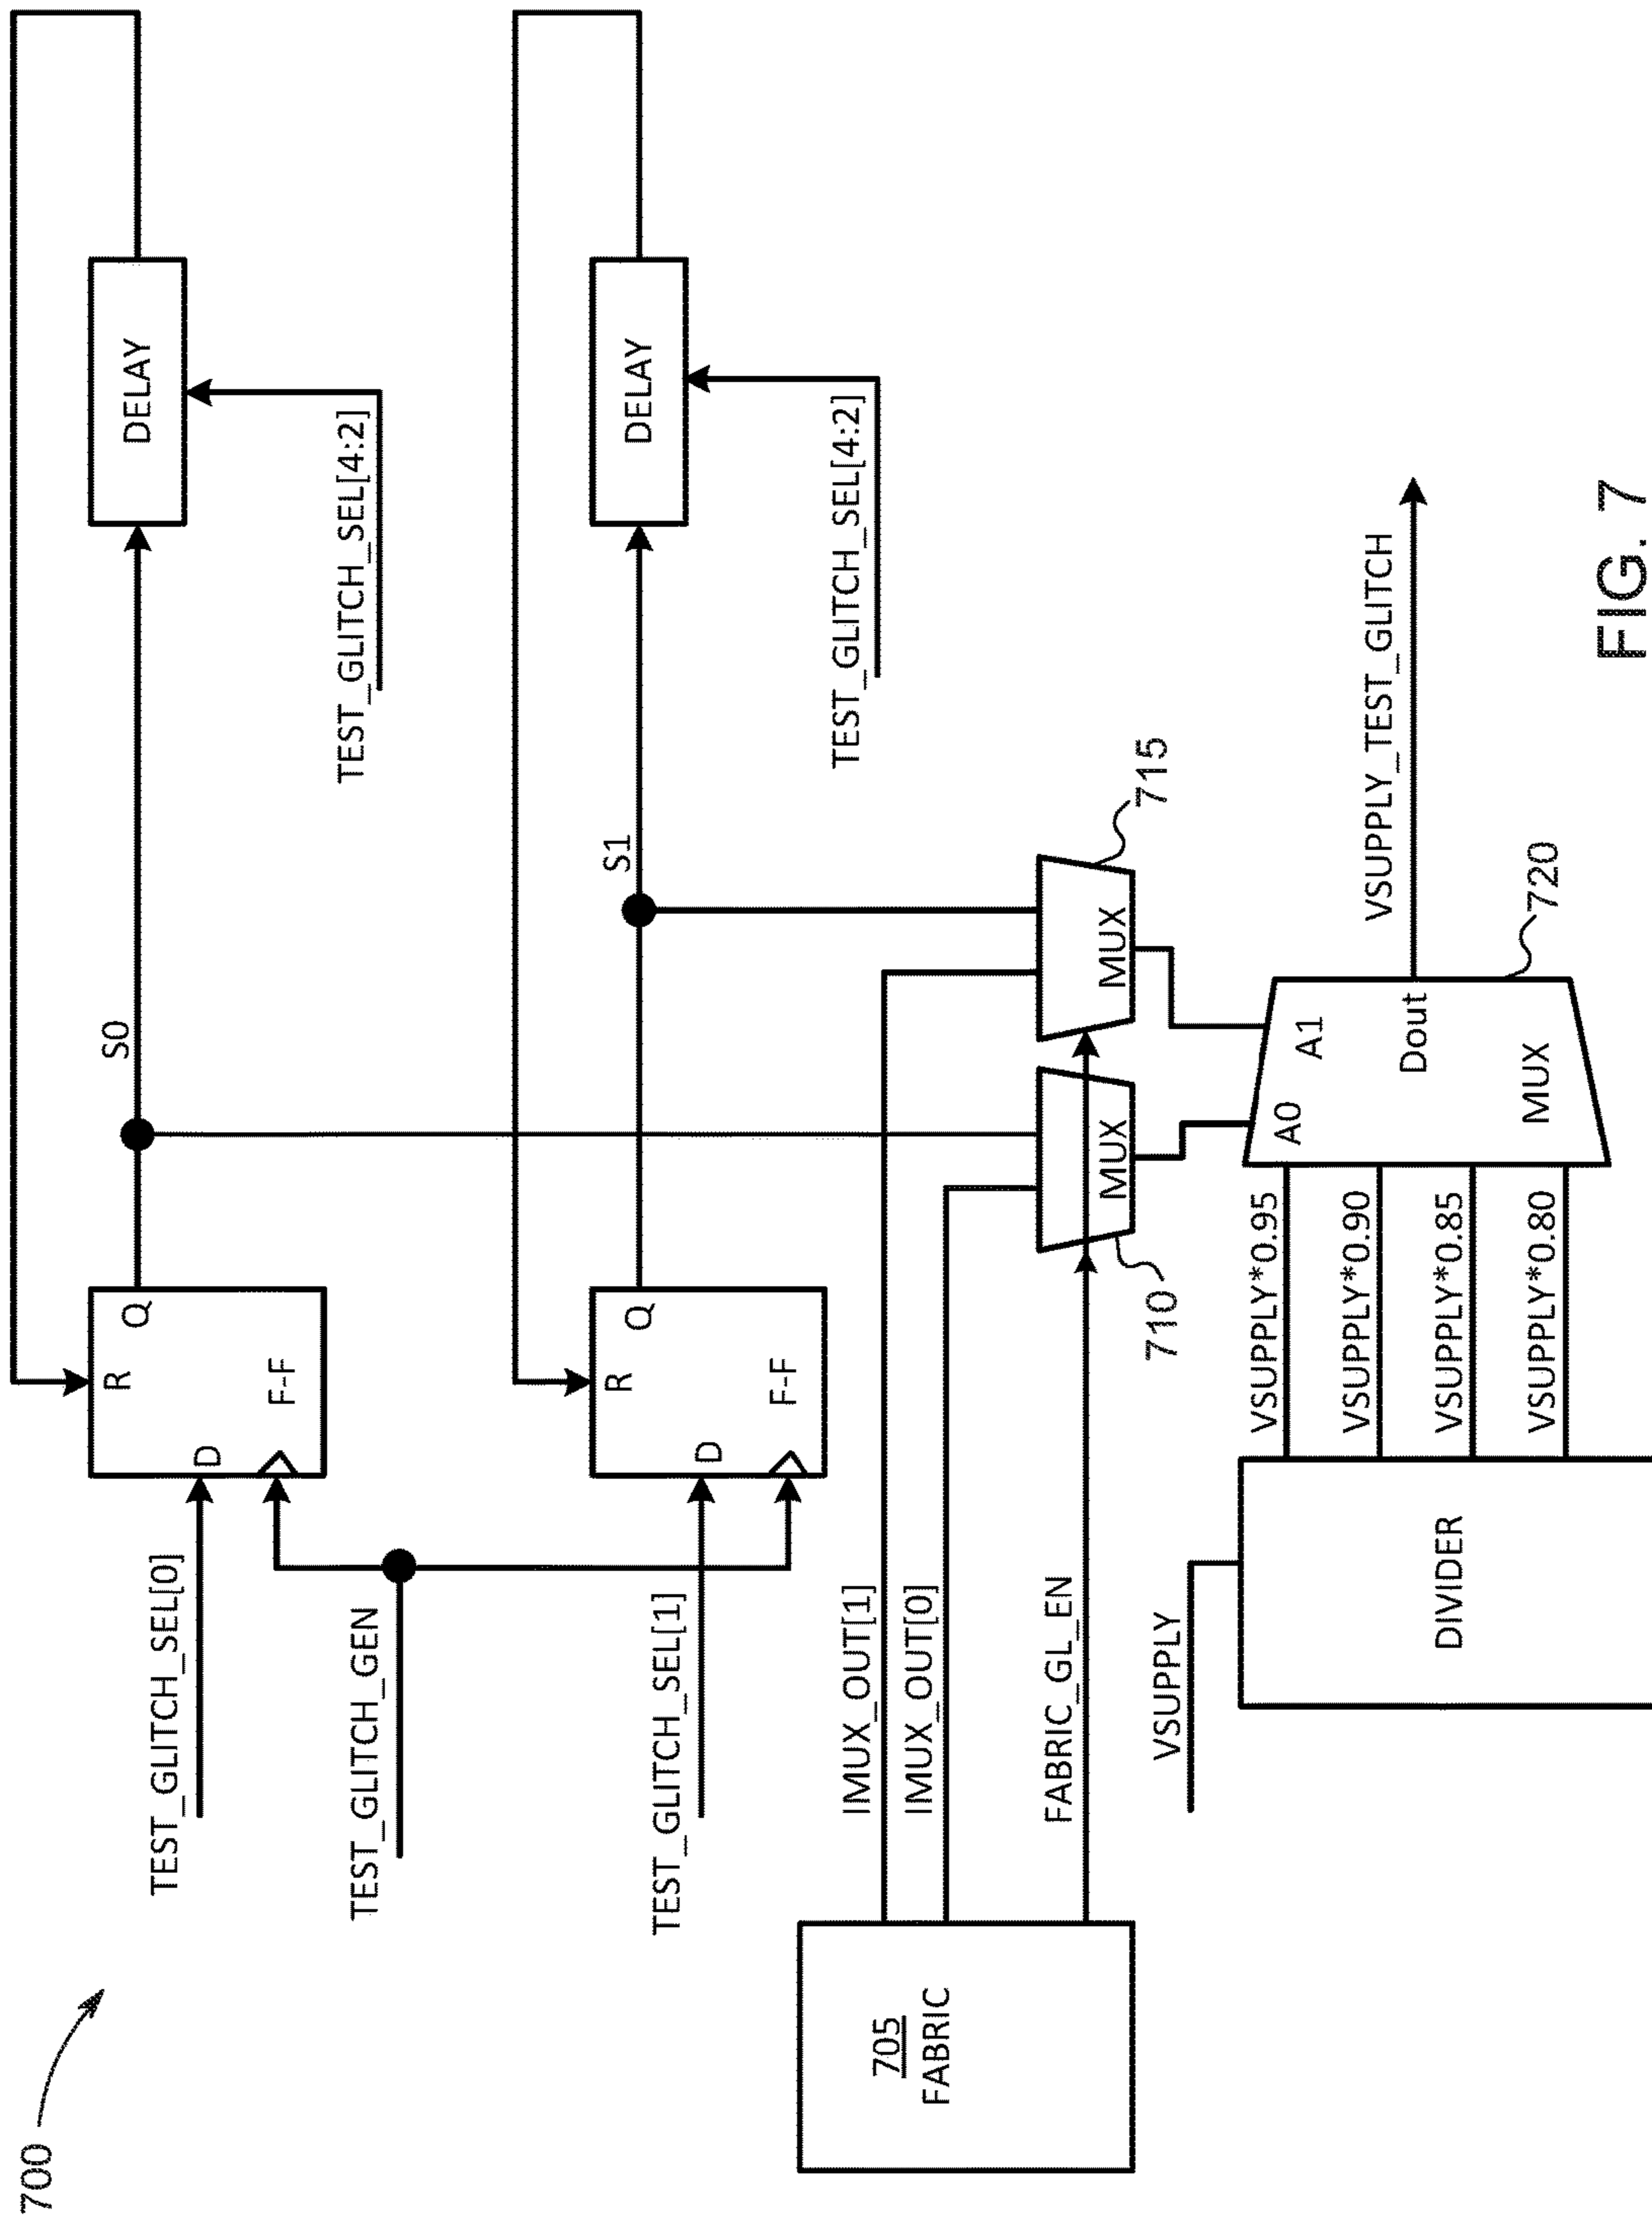 700
TEST_GLITCH_SEL[0]
D
R
Q
F-F
S0
DELAY
TEST_GLITCH_SEL[4:2]
TEST_GLITCH_GEN
TEST_GLITCH_SEL[1]
D
R
Q
F-F
S1
DELAY
TEST_GLITCH_SEL[4:2]
705
FABRIC
IMUX_OUT[1]
IMUX_OUT[0]
FABRIC_GL_EN
710
MUX
MUX
715
VSUPPLY
DIVIDER
VSUPPLY*0.95
VSUPPLY*0.90
VSUPPLY*0.85
VSUPPLY*0.80
A0
A1
Dout
MUX
720
VSUPPLY_TEST_GLITCH
FIG. 7